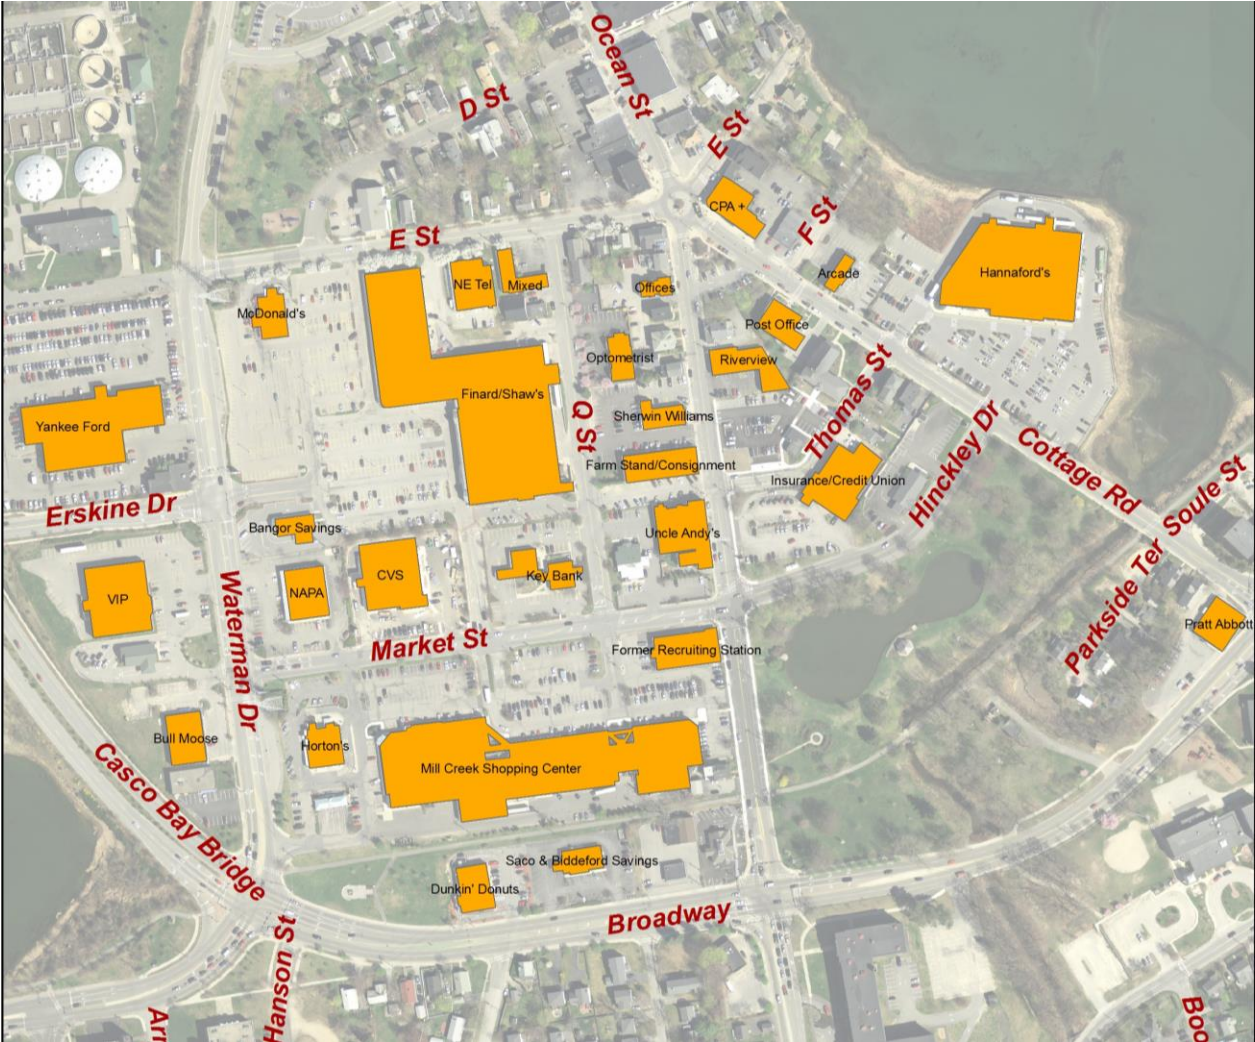 Ocean St
D St
E St
CPA +
F St
E St
NE Tel
Mixed
Offices
Arcade
Hannaford's
McDonald's
Post Office
Optometrist
Riverview
Thomas St
Finard/Shaw's
Q St
Sherwin Williams
Yankee Ford
Farm Stand/Consignment
Insurance/Credit Union
Hinckley Dr
Cottage Rd
Soule St
Erskine Dr
Bangor Savings
Uncle Andy's
VIP
NAPA
CVS
Key Bank
Parkside Ter
Pratt Abbott
Waterman Dr
Market St
Former Recruiting Station
Bull Moose
Horton's
Mill Creek Shopping Center
Casco Bay Bridge
Saco & Biddeford Savings
Dunkin' Donuts
Broadway
Hanson St
Boo